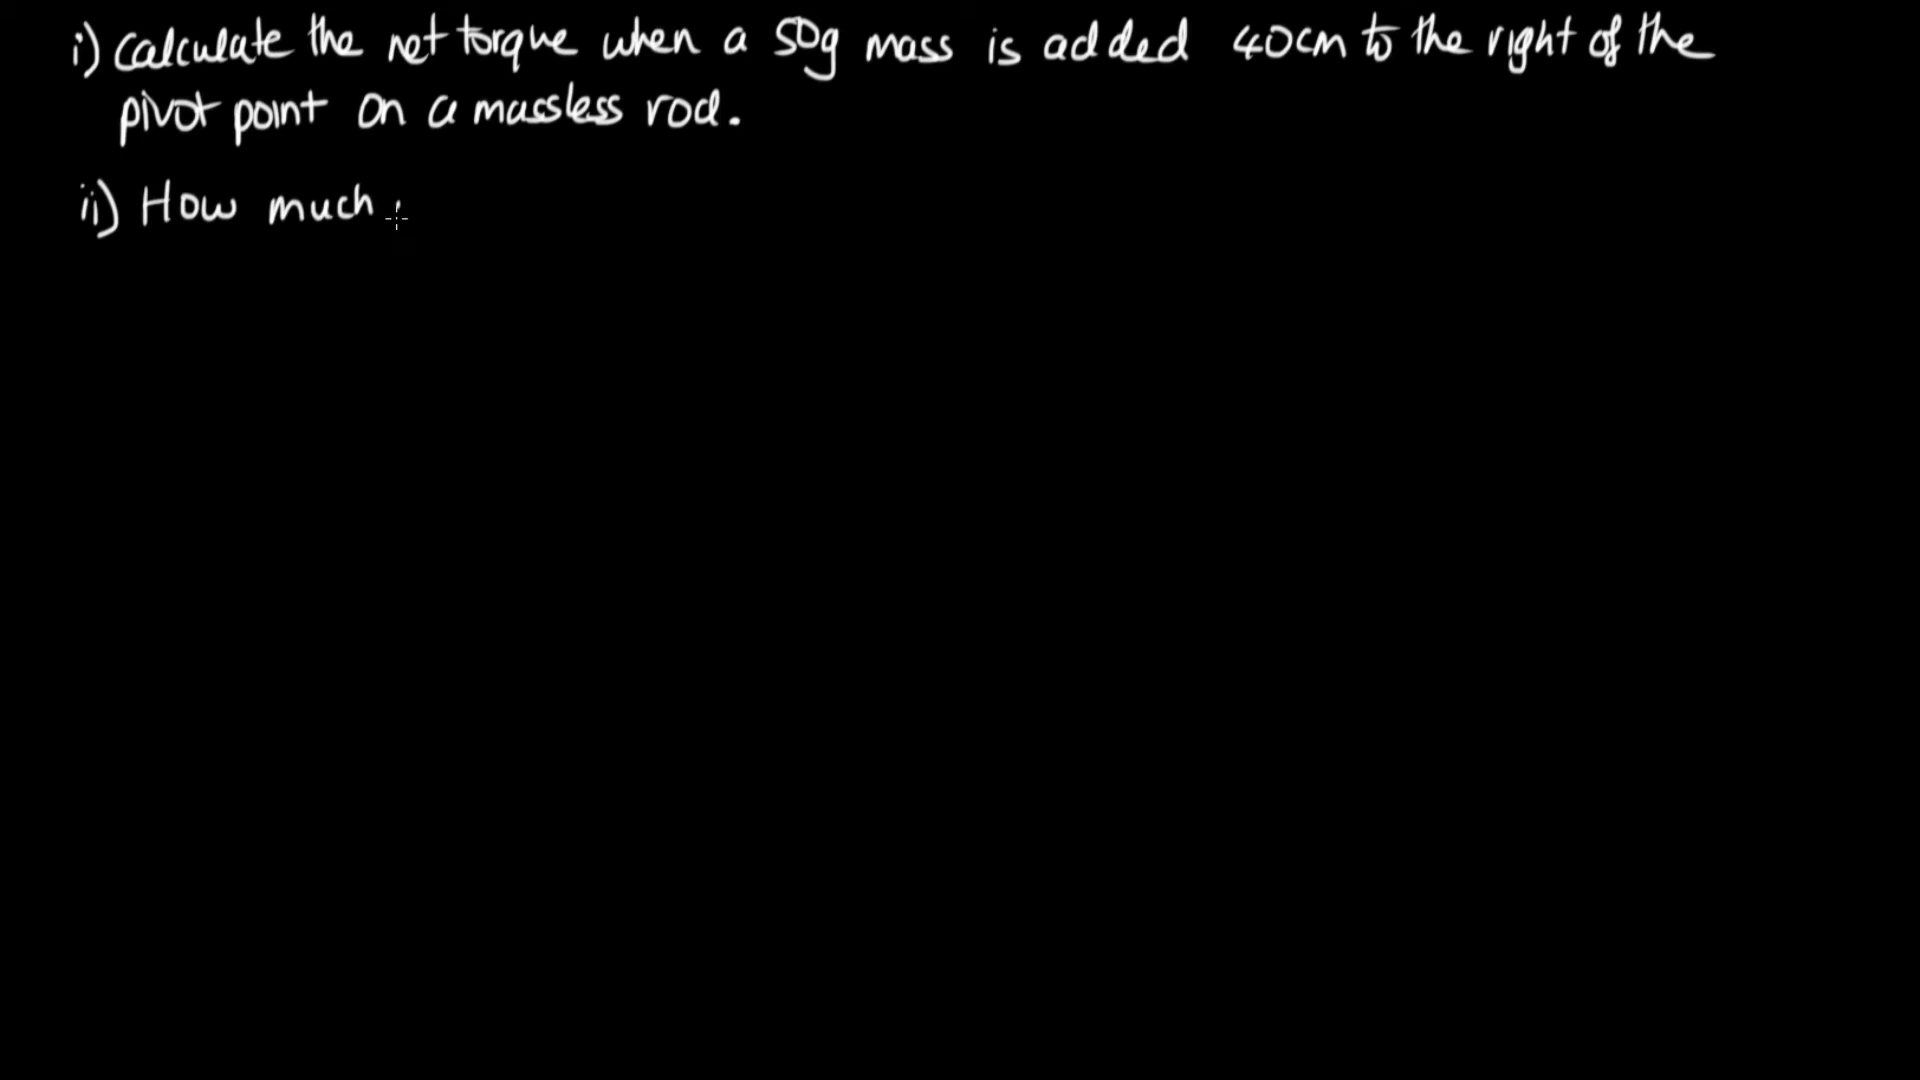 i) Calculate the net torque when a 50g mass is added 40cm to the right of the
pivot point on a massless rod.
ii) How much